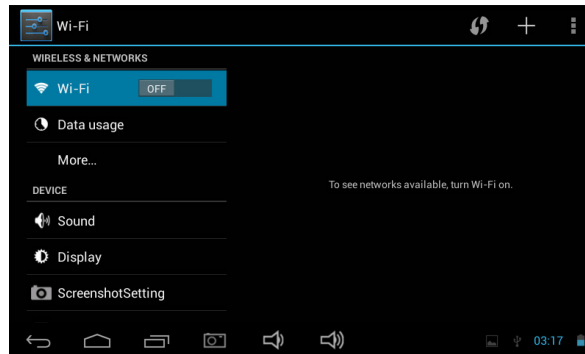 Wi-Fi
WIRELESS & NETWORKS
Wi-Fi OFF
Data usage
More...
To see networks available, turn Wi-Fi on.
DEVICE
Sound
Display
ScreenshotSetting
03:17